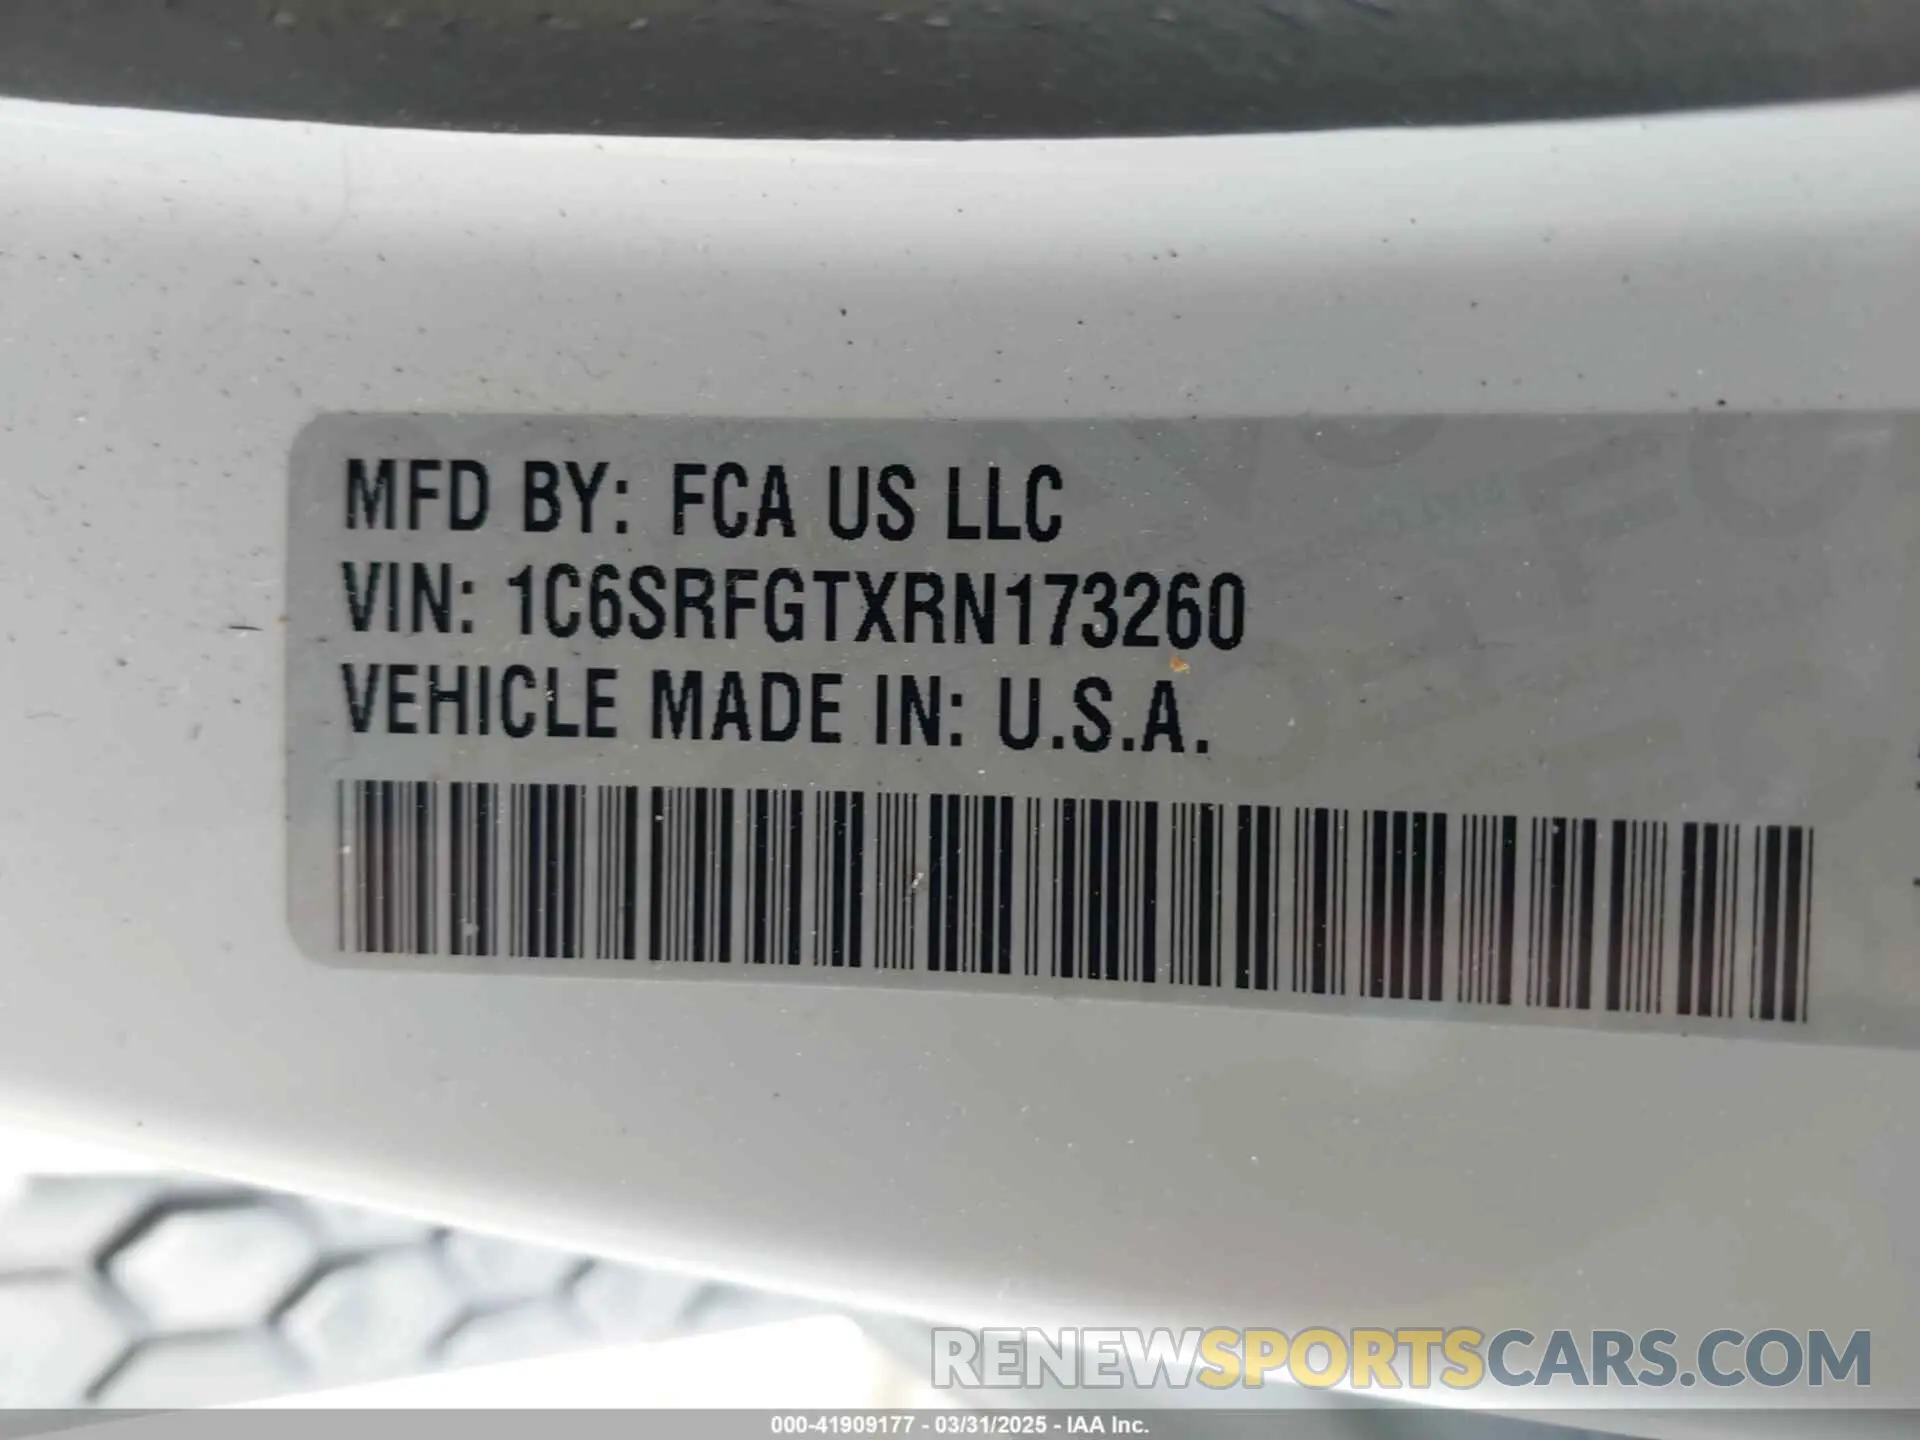 MFD BY: FCA US LLC
VIN: 1C6SRFGTXRN173260
VEHICLE MADE IN: U.S.A.
RENEWSPORTSCARS.COM
000-41909177 - 03/31/2025 - IAA Inc.